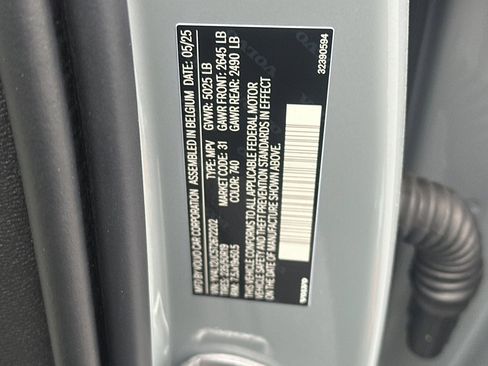 MFD BY VOLVO CAR CORPORATION ASSEMBLED IN BELGIUM DATE: 05/25
TYPE: MPV GVWR: 5025 LB
MARKET CODE: 31 GAWR FRONT: 2645 LB
COLOR: 740 GAWR REAR: 2490 LB
THIS VEHICLE CONFORMS TO ALL APPLICABLE FEDERAL MOTOR
VEHICLE SAFETY AND THEFT PREVENTION STANDARDS IN EFFECT
ON THE DATE OF MANUFACTURE SHOWN ABOVE.
VOLVO
32390594